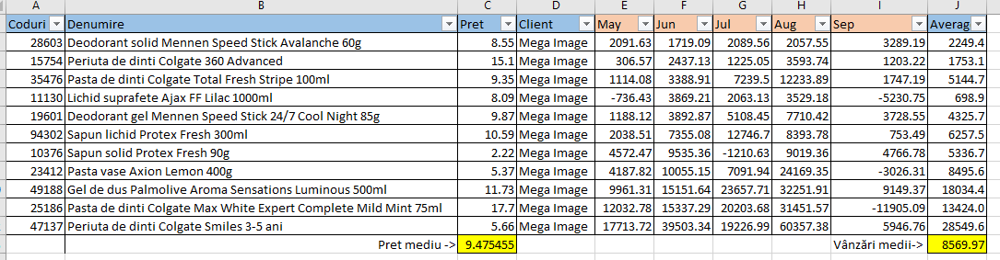 A B C D E F G H I J
Coduri Denumire Pret Client May Jun Jul Aug Sep Averag
28603 Deodorant solid Mennen Speed Stick Avalanche 60g 8.55 Mega Image 2091.63 1719.09 2089.56 2057.55 3289.19 2249.4
15754 Periuta de dinti Colgate 360 Advanced 15.1 Mega Image 306.57 2437.13 1225.05 3593.74 1203.22 1753.1
35476 Pasta de dinti Colgate Total Fresh Stripe 100ml 9.35 Mega Image 1114.08 3388.91 7239.5 12233.89 1747.19 5144.7
11130 Lichid suprafete Ajax FF Lilac 1000ml 8.09 Mega Image -736.43 3869.21 2063.13 3529.18 -5230.75 698.9
19601 Deodorant gel Mennen Speed Stick 24/7 Cool Night 85g 9.87 Mega Image 1188.12 3892.87 5108.45 7710.42 3728.55 4325.7
94302 Sapun lichid Protex Fresh 300ml 10.59 Mega Image 2038.51 7355.08 12746.7 8393.78 753.49 6257.5
10376 Sapun solid Protex Fresh 90g 2.22 Mega Image 4572.47 9535.36 -1210.63 9019.36 4766.78 5336.7
23412 Pasta vase Axion Lemon 400g 5.37 Mega Image 4187.82 10055.15 7091.94 24169.35 -3026.31 8495.6
49188 Gel de dus Palmolive Aroma Sensations Luminous 500ml 11.73 Mega Image 9961.31 15151.64 23657.71 32251.91 9149.37 18034.4
25186 Pasta de dinti Colgate Max White Expert Complete Mild Mint 75ml 17.7 Mega Image 12032.78 15337.29 20203.68 31451.57 -11905.09 13424.0
47137 Periuta de dinti Colgate Smiles 3-5 ani 5.66 Mega Image 17713.72 39503.34 19226.99 60357.38 5946.76 28549.6
Pret mediu -> 9.475455 Vânzări medii-> 8569.97